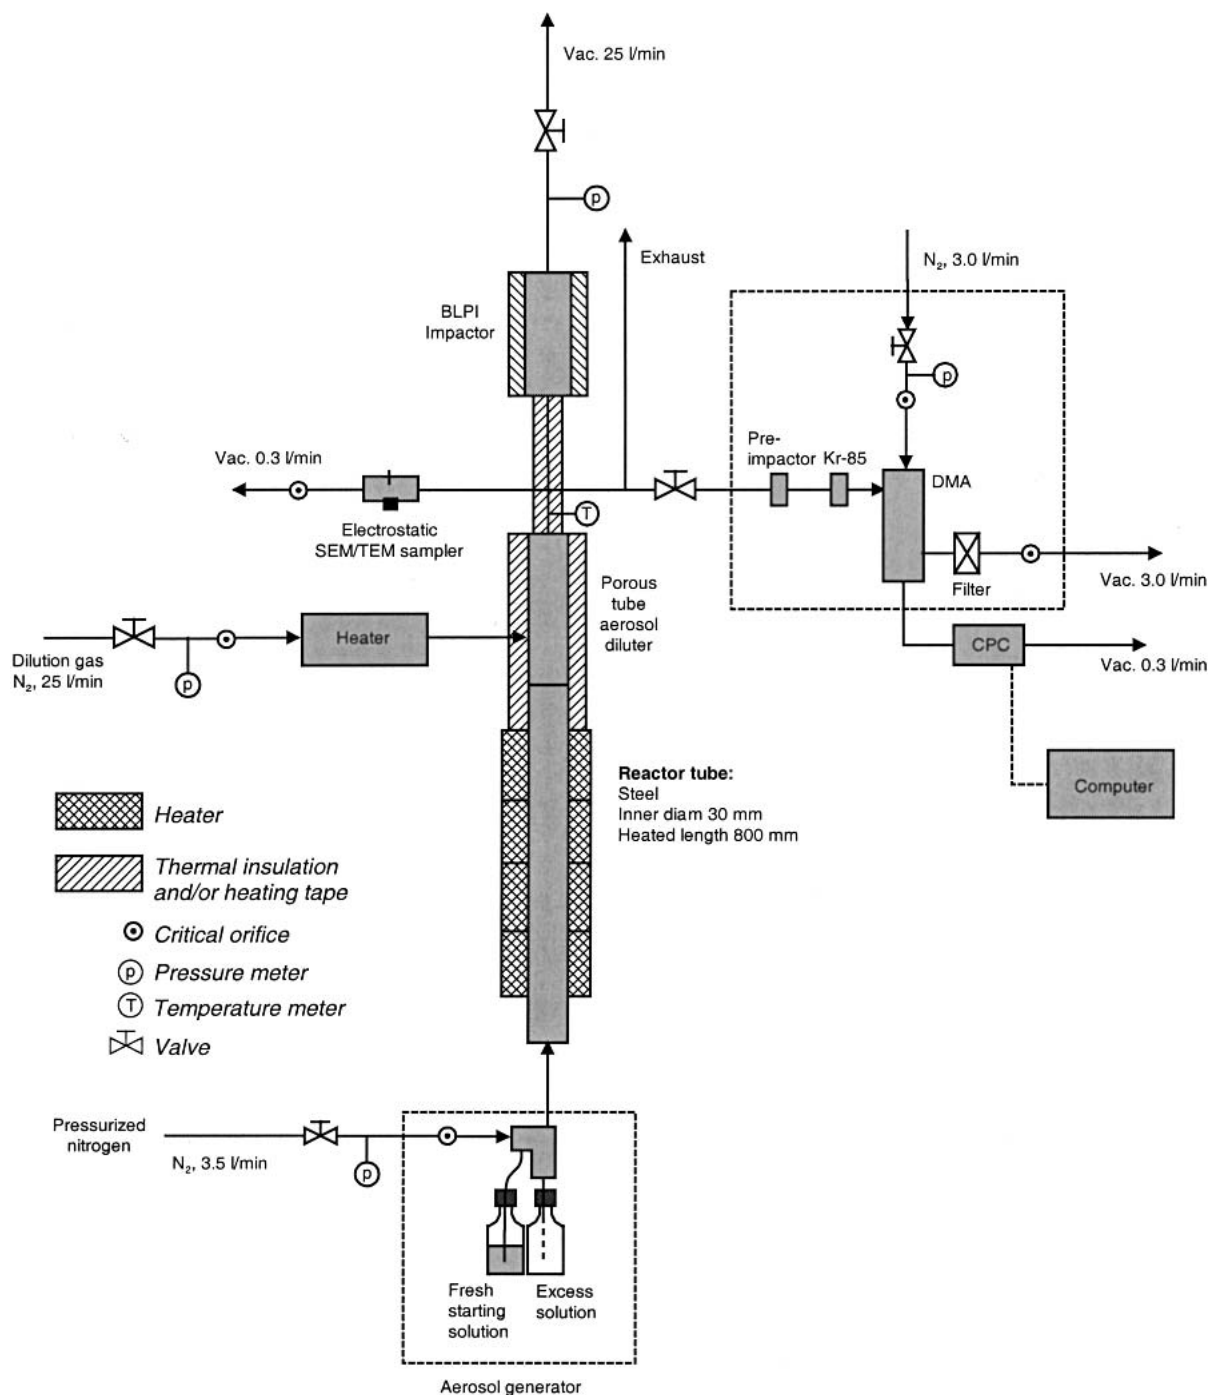 Vac. 25 l/min
p
Exhaust
N₂, 3.0 l/min
BLPI
Impactor
p
Pre-
impactor
Kr-85
Vac. 0.3 l/min
DMA
T
Electrostatic
SEM/TEM sampler
Porous
tube
aerosol
diluter
Filter
Vac. 3.0 l/min
Heater
CPC
Dilution gas
N₂, 25 l/min
p
Vac. 0.3 l/min
Reactor tube:
Steel
Inner diam 30 mm
Heated length 800 mm
Computer
Heater
Thermal insulation
and/or heating tape
Critical orifice
p Pressure meter
T Temperature meter
Valve
Pressurized
nitrogen
N₂, 3.5 l/min
p
Fresh
starting
solution
Excess
solution
Aerosol generator